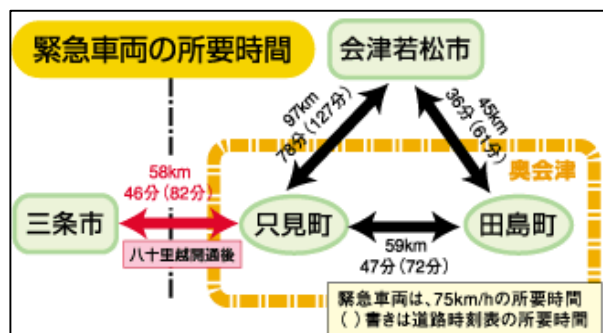 緊急車両の所要時間
会津若松市
97km
78分(127分)
45km
36分(61分)
奥会津
58km
46分(82分)
三条市
只見町
田島町
八十里越開通後
59km
47分(72分)
緊急車両は、75km/hの所要時間
( )書きは道路時刻表の所要時間